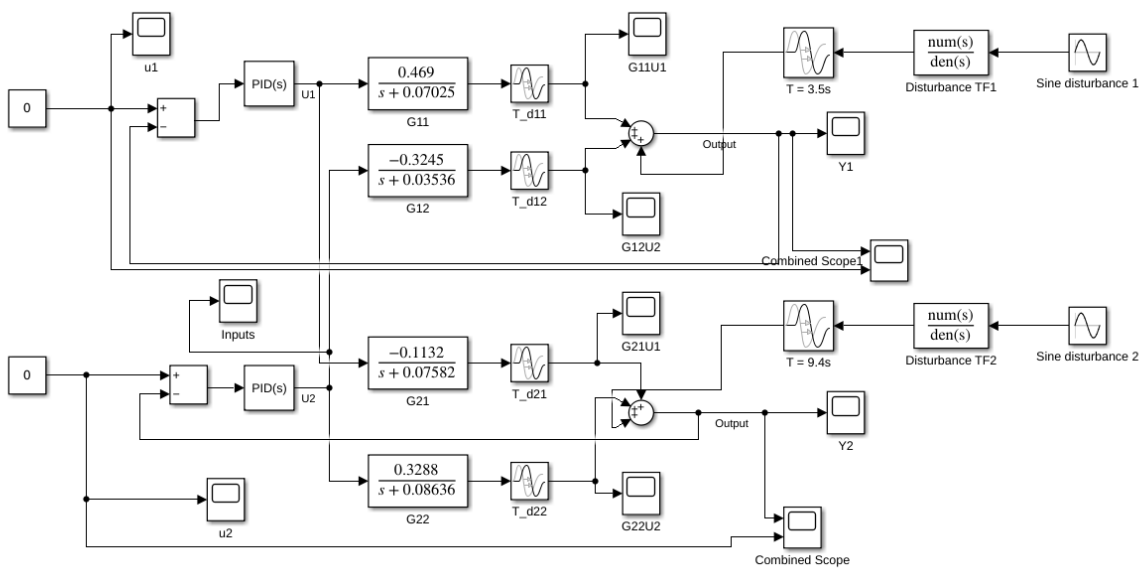 u1
0
+
−
PID(s)
U1
0.469
s + 0.07025
G11
T_d11
G11U1
T = 3.5s
num(s)
den(s)
Disturbance TF1
Sine disturbance 1
−0.3245
s + 0.03536
G12
T_d12
G12U2
+
+
+
Output
Y1
Combined Scope1
Inputs
0
+
−
PID(s)
U2
−0.1132
s + 0.07582
G21
T_d21
G21U1
T = 9.4s
num(s)
den(s)
Disturbance TF2
Sine disturbance 2
+
+
+
Output
Y2
0.3288
s + 0.08636
G22
T_d22
G22U2
u2
Combined Scope